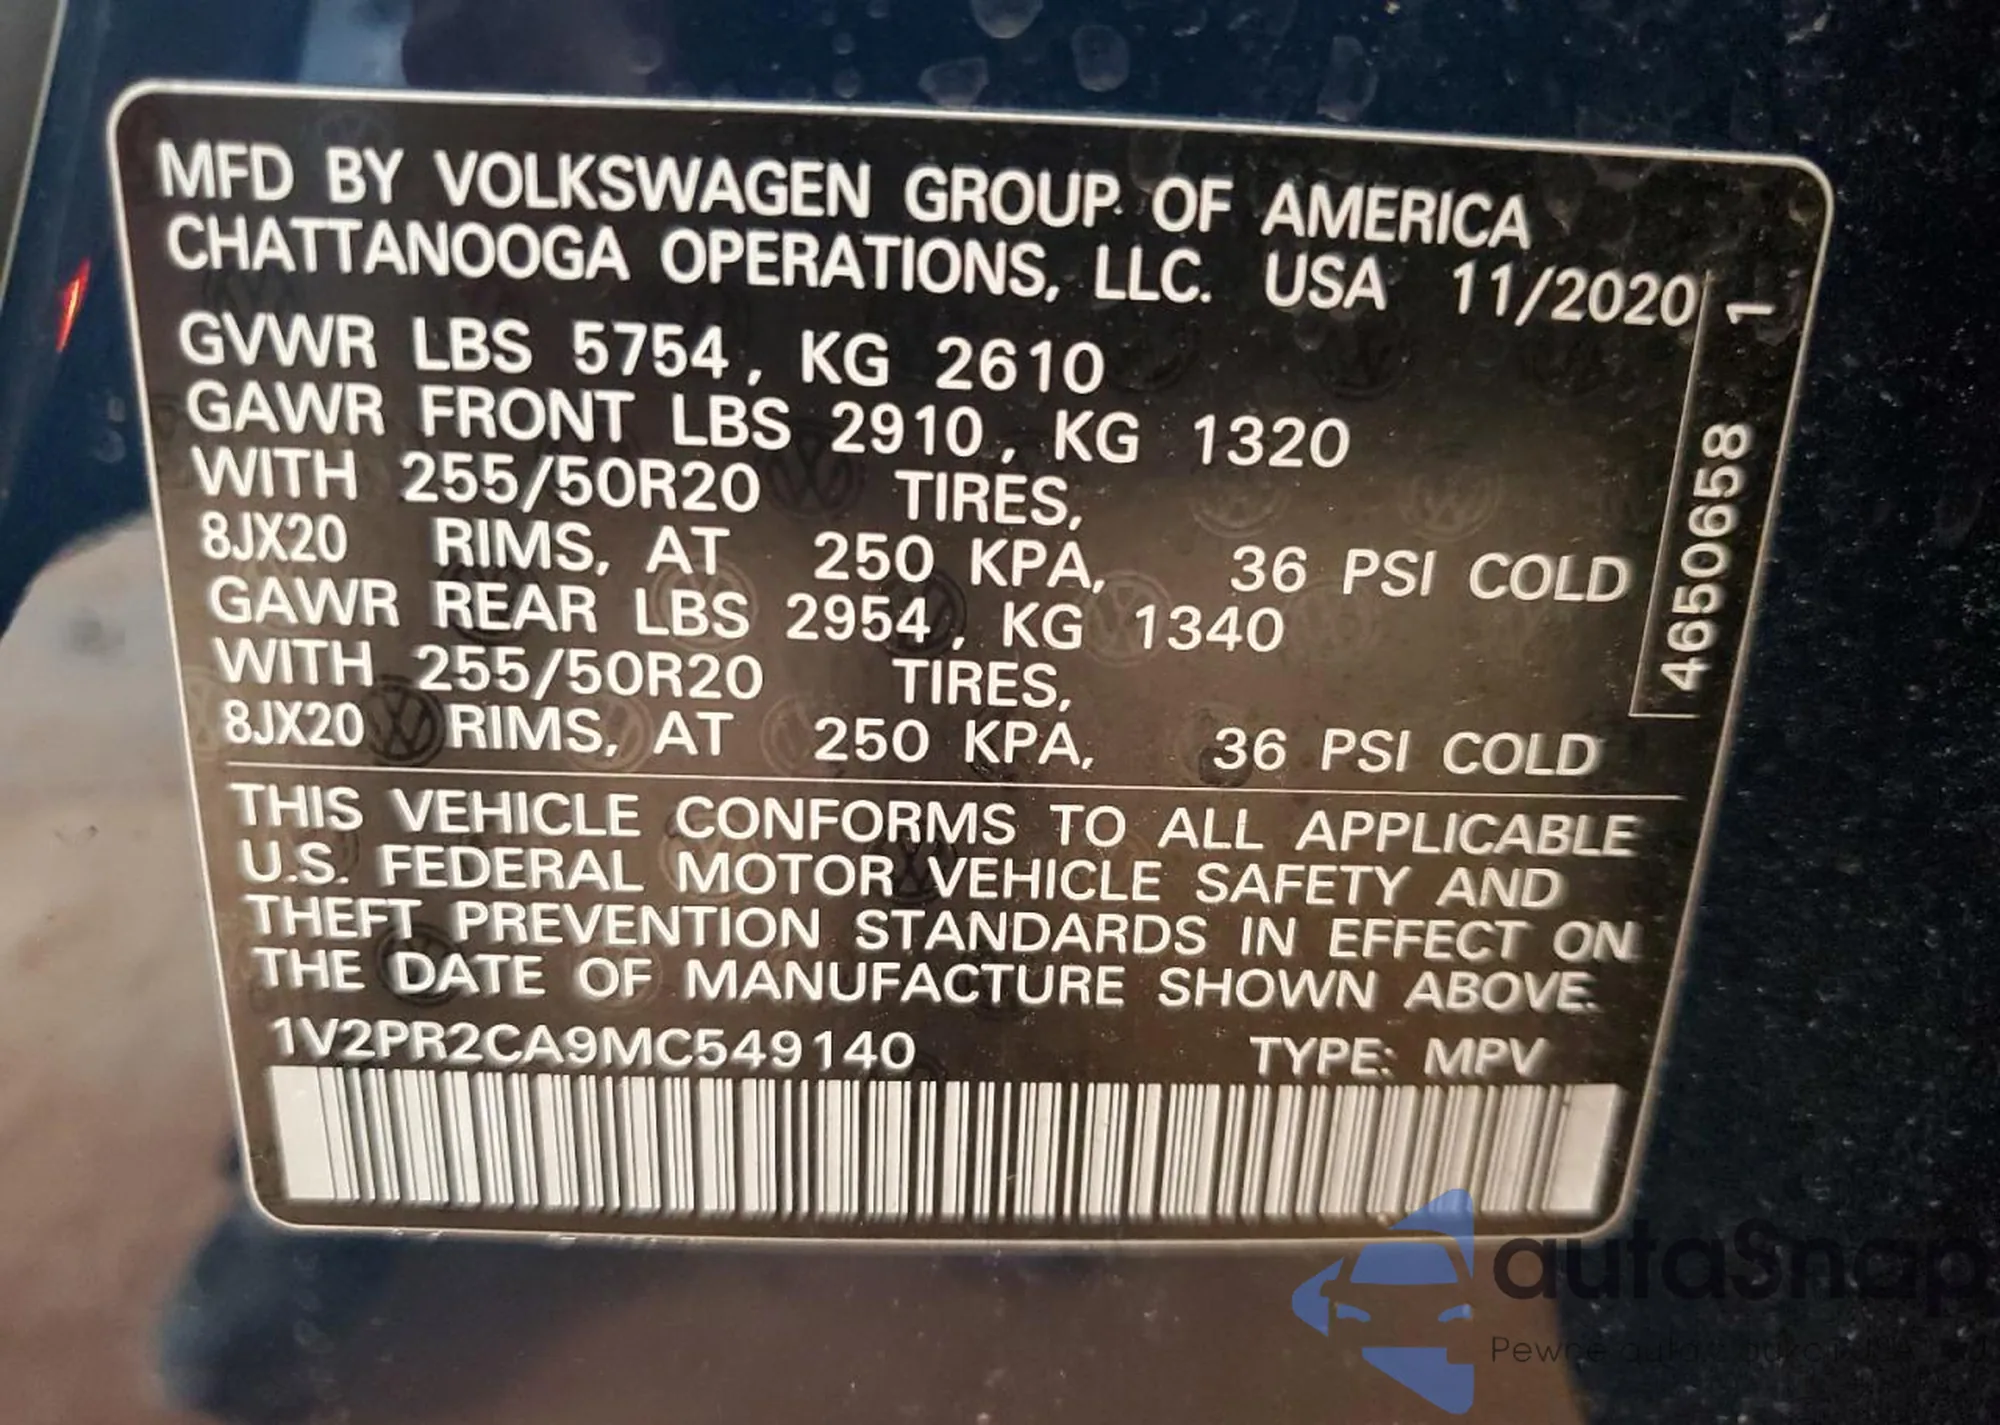 MFD BY VOLKSWAGEN GROUP OF AMERICA
CHATTANOOGA OPERATIONS, LLC. USA 11/2020
GVWR LBS 5754, KG 2610
GAWR FRONT LBS 2910, KG 1320
WITH 255/50R20 TIRES,
8JX20 RIMS, AT 250 KPA, 36 PSI COLD
GAWR REAR LBS 2954, KG 1340
WITH 255/50R20 TIRES,
8JX20 RIMS, AT 250 KPA, 36 PSI COLD
4650658 1
THIS VEHICLE CONFORMS TO ALL APPLICABLE
U.S. FEDERAL MOTOR VEHICLE SAFETY AND
THEFT PREVENTION STANDARDS IN EFFECT ON
THE DATE OF MANUFACTURE SHOWN ABOVE.
1V2PR2CA9MC549140 TYPE: MPV
autaSnap
Pewne auta z aukcji